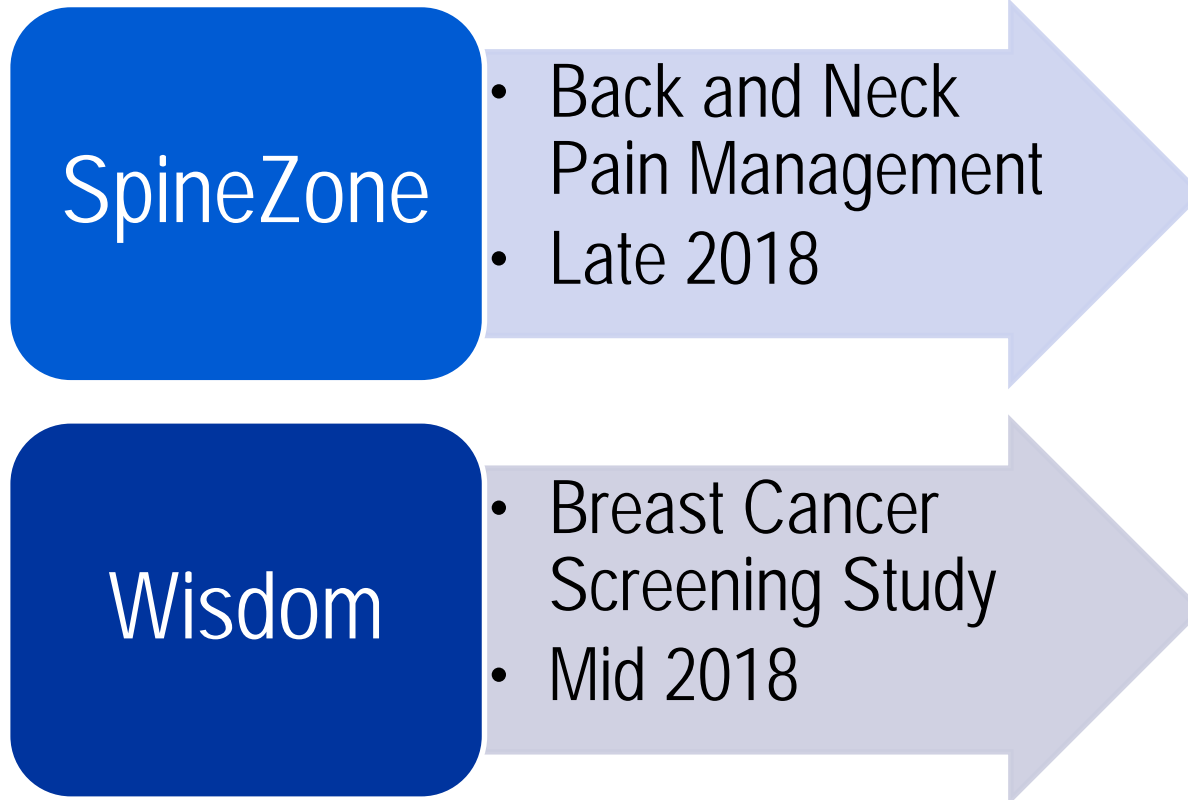 SpineZone
• Back and Neck
Pain Management
• Late 2018
Wisdom
• Breast Cancer
Screening Study
• Mid 2018